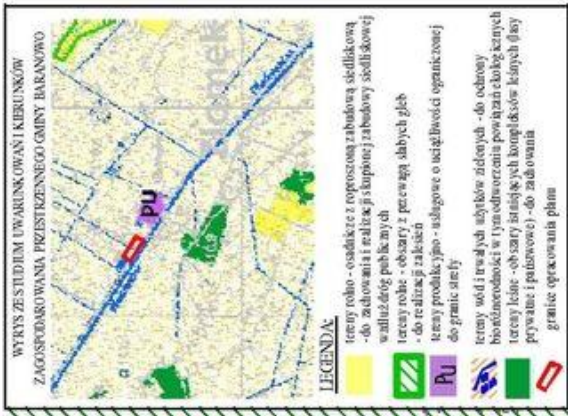 WYRYS ZE STUDIUM UWARUNKOWAŃ I KIERUNKÓW
ZAGOSPODAROWANIA PRZESTRZENNEGO GMINY BARANOWO
PU
LEGENDA:
tereny rolno - osadnicze z rozproszoną zabudową siedliskową
- do zachowania i realizacji skupionej zabudowy siedliskowej
wzdłuż dróg publicznych
tereny rolne - obszary z przewagą słabych gleb
- do realizacji zalesień
PU
tereny produkcyjno - usługowe o uciążliwości ograniczonej
do granic strefy
tereny wód i trwałych użytków zielonych - do ochrony
bioróżnorodności w tym odtworzenia powiązań ekologicznych
tereny leśne - obszary istniejących kompleksów leśnych (lasy
prywatne i państwowe) - do zachowania
granice opracowania planu